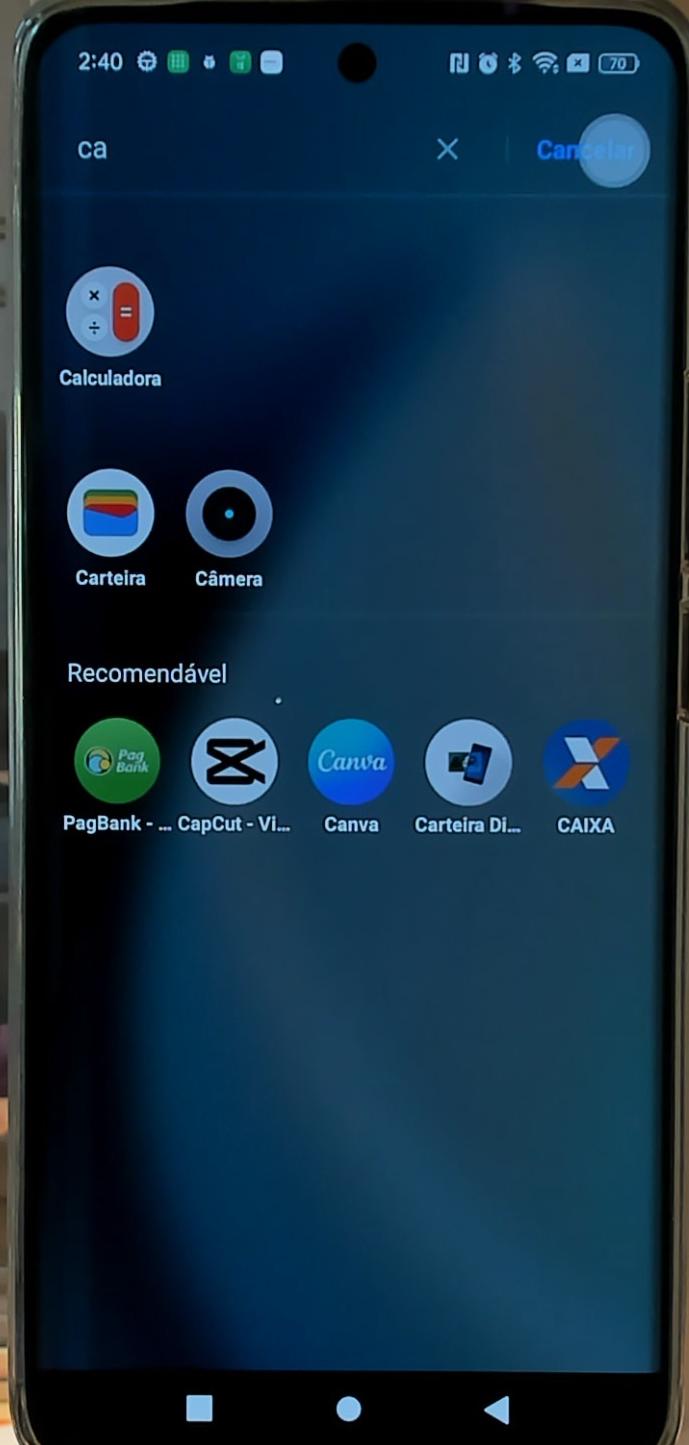 2:40 70
ca Cancelar
Calculadora
Carteira Câmera
Recomendável
Pag
Bank
Canva
PagBank - ... CapCut - Vi... Canva Carteira Di... CAIXA